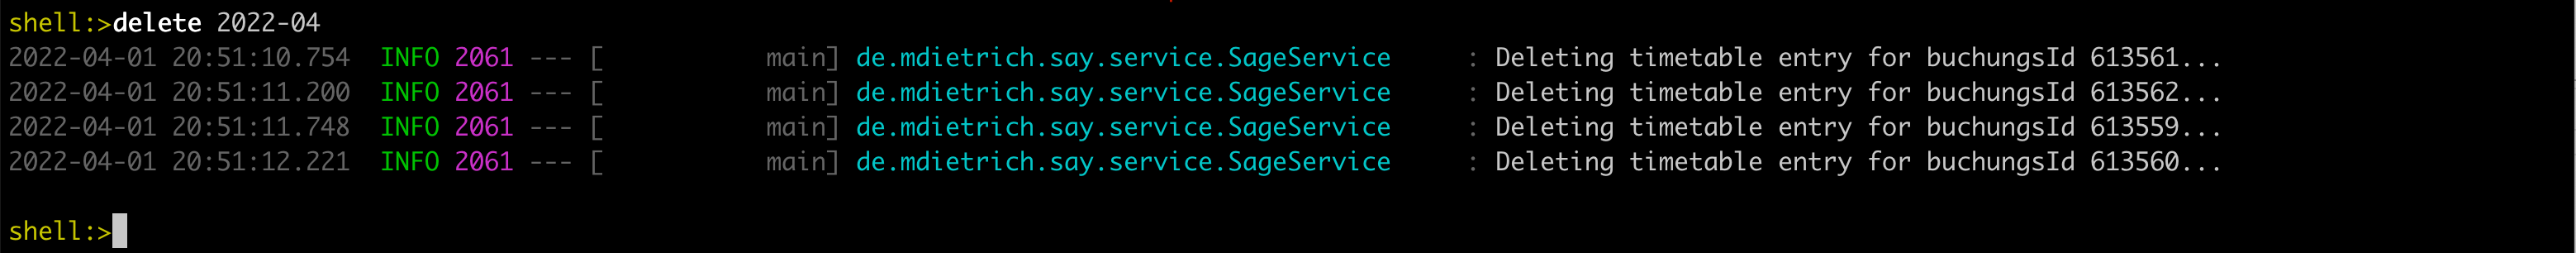 shell:>delete 2022-04
2022-04-01 20:51:10.754  INFO 2061 --- [           main] de.mdietrich.say.service.SageService     : Deleting timetable entry for buchungsId 613561...
2022-04-01 20:51:11.200  INFO 2061 --- [           main] de.mdietrich.say.service.SageService     : Deleting timetable entry for buchungsId 613562...
2022-04-01 20:51:11.748  INFO 2061 --- [           main] de.mdietrich.say.service.SageService     : Deleting timetable entry for buchungsId 613559...
2022-04-01 20:51:12.221  INFO 2061 --- [           main] de.mdietrich.say.service.SageService     : Deleting timetable entry for buchungsId 613560...
shell:>